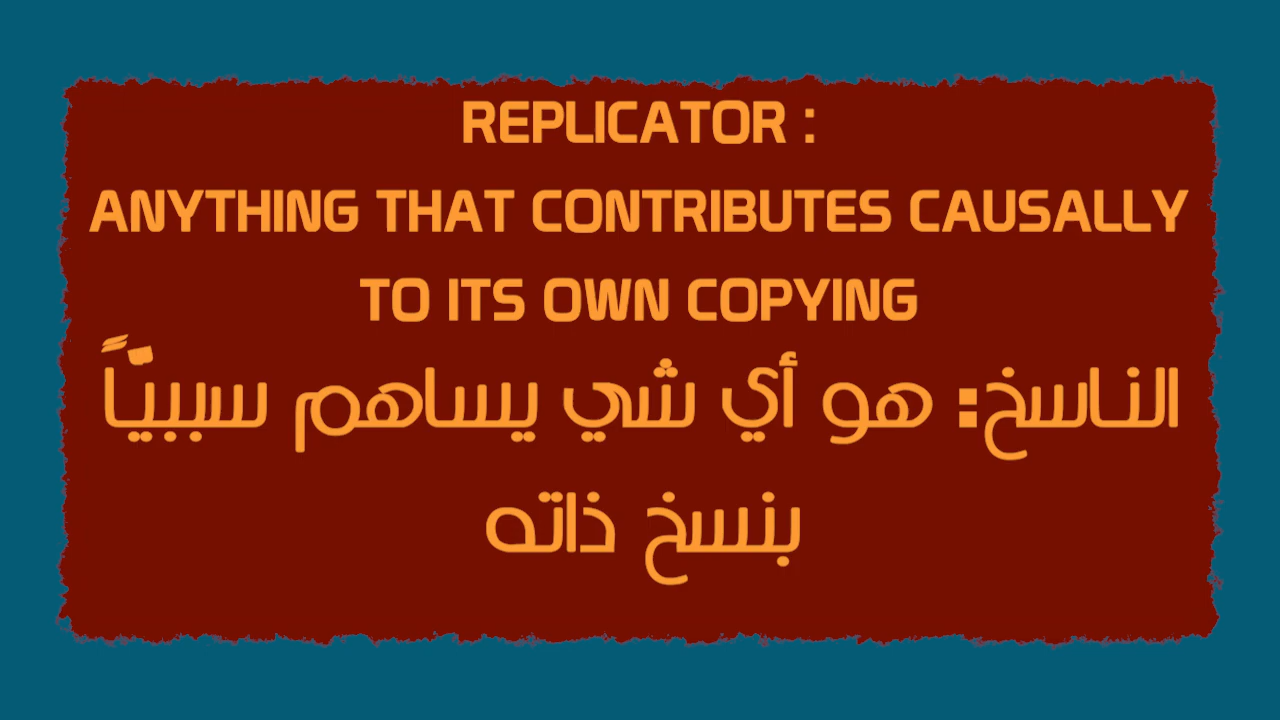 REPLICATOR :
ANYTHING THAT CONTRIBUTES CAUSALLY
TO ITS OWN COPYING
الناسخ: هو أي شي يساهم سببيّاً
بنسخ ذاته